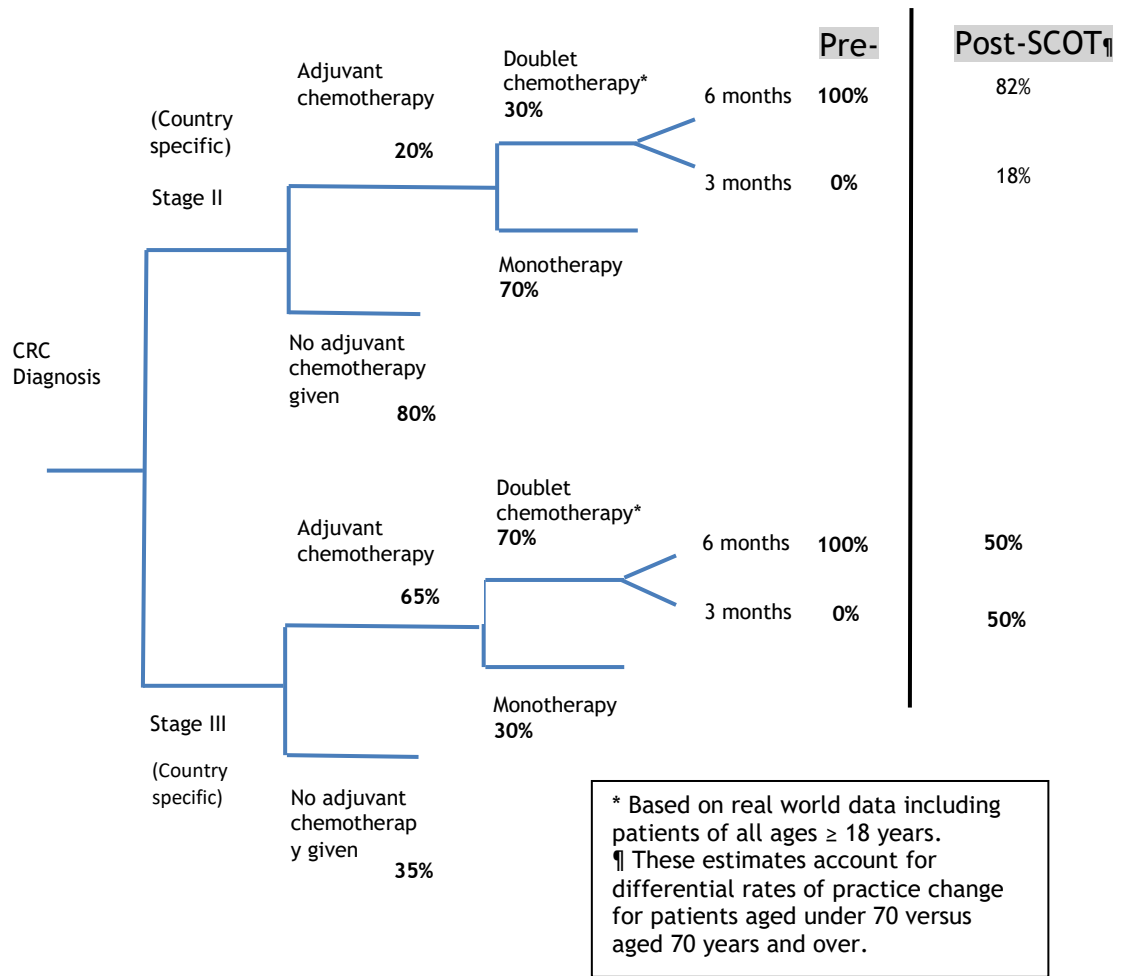 Pre-
Post-SCOT¶
Doublet
chemotherapy*
30%
Adjuvant
chemotherapy
20%
6 months 100%
82%
(Country
specific)
Stage II
3 months 0%
18%
Monotherapy
70%
No adjuvant
chemotherapy
given
80%
CRC
Diagnosis
Doublet
chemotherapy*
70%
Adjuvant
chemotherapy
65%
6 months 100%
50%
3 months 0%
50%
Monotherapy
30%
Stage III
(Country
specific)
No adjuvant
chemotherap
y given
35%
* Based on real world data including
patients of all ages ≥ 18 years.
¶ These estimates account for
differential rates of practice change
for patients aged under 70 versus
aged 70 years and over.